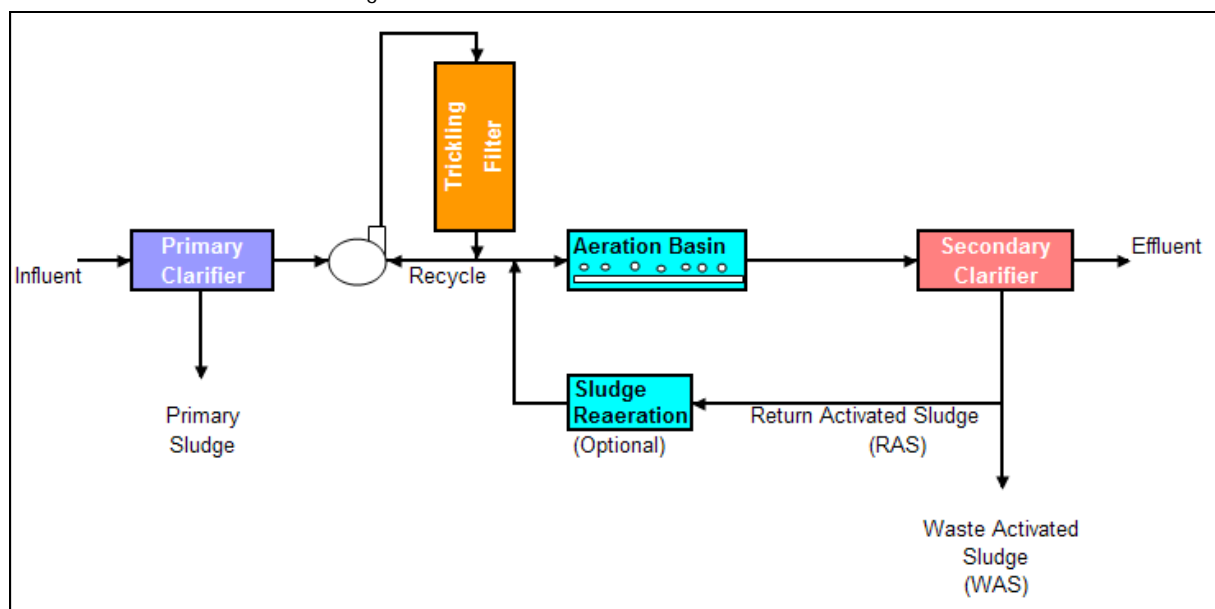 g
Trickling
Filter
Primary
Clarifier
Aeration Basin
Secondary
Clarifier
Influent
Effluent
Recycle
Primary
Sludge
Sludge
Reaeration
(Optional)
Return Activated Sludge
(RAS)
Waste Activated
Sludge
(WAS)